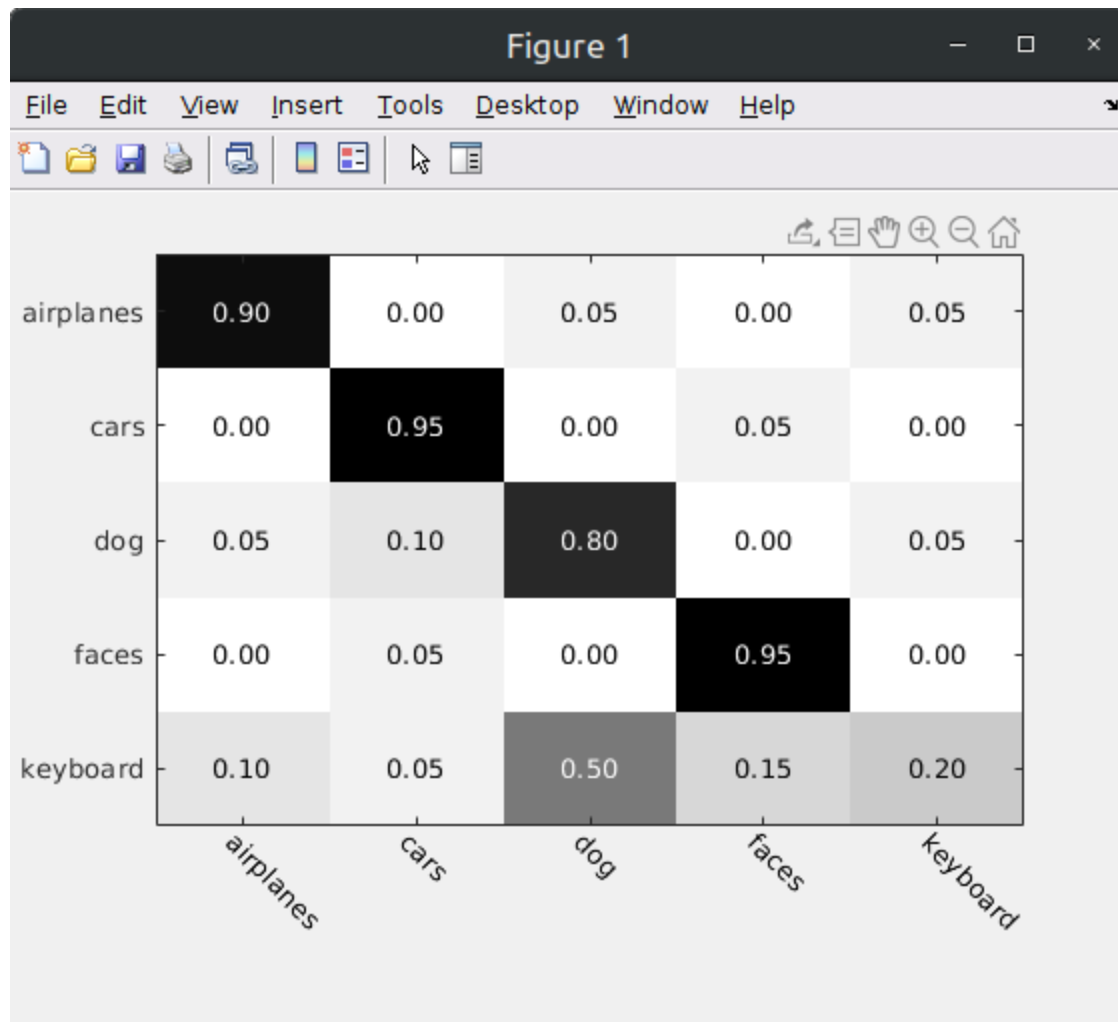 Figure 1
File Edit View Insert Tools Desktop Window Help
airplanes 0.90 0.00 0.05 0.00 0.05
cars 0.00 0.95 0.00 0.05 0.00
dog 0.05 0.10 0.80 0.00 0.05
faces 0.00 0.05 0.00 0.95 0.00
keyboard 0.10 0.05 0.50 0.15 0.20
airplanes cars dog faces keyboard